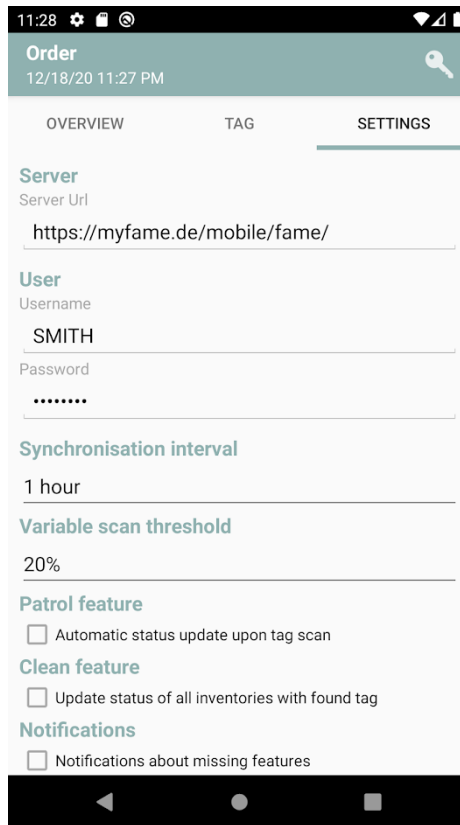 11:28
Order
12/18/20 11:27 PM
OVERVIEW TAG SETTINGS
Server
Server Url
https://myfame.de/mobile/fame/
User
Username
SMITH
Password
••••••••
Synchronisation interval
1 hour
Variable scan threshold
20%
Patrol feature
Automatic status update upon tag scan
Clean feature
Update status of all inventories with found tag
Notifications
Notifications about missing features